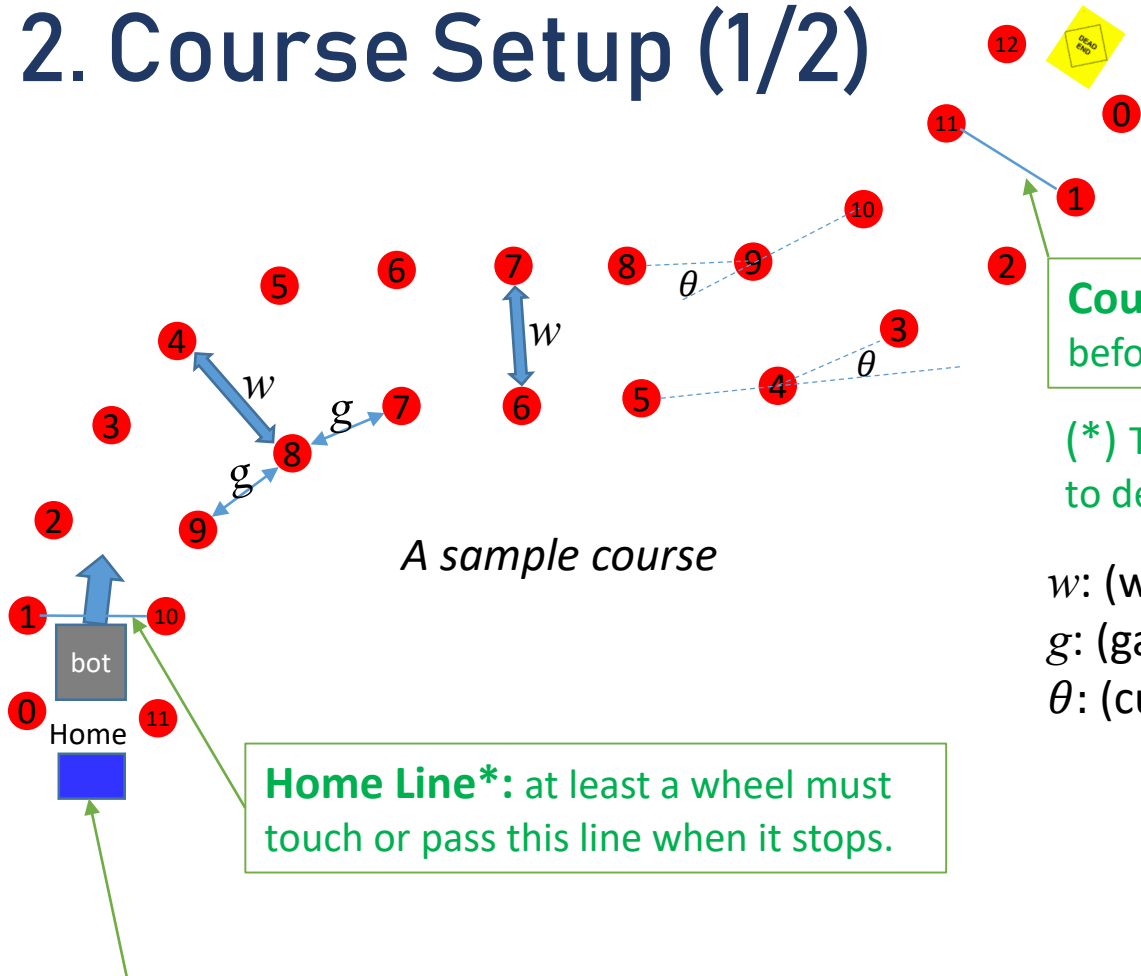 2. Course Setup (1/2)
12
DEAD
END
0
11
1
10
7
8
9
6
5
θ
2
4
w
w
3
4
θ
g
7
6
5
3
8
g
2
9
A sample course
1
10
bot
0
11
Home
Home Line*: at least a wheel must
touch or pass this line when it stops.
Cou
befo
(*) T
to de
w: (w
g: (ga
θ: (cu